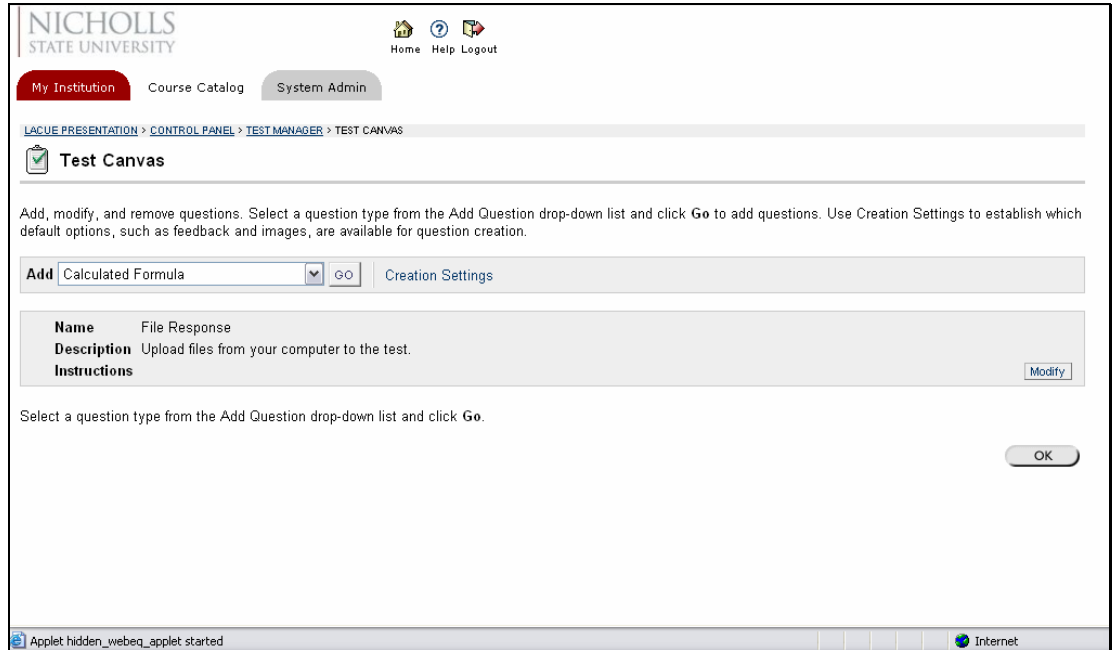 NICHOLLS
STATE UNIVERSITY
Home Help Logout
My Institution Course Catalog System Admin
LACUE PRESENTATION > CONTROL PANEL > TEST MANAGER > TEST CANVAS
Test Canvas
Add, modify, and remove questions. Select a question type from the Add Question drop-down list and click Go to add questions. Use Creation Settings to establish which
default options, such as feedback and images, are available for question creation.
Add Calculated Formula GO Creation Settings
Name File Response
Description Upload files from your computer to the test.
Instructions Modify
Select a question type from the Add Question drop-down list and click Go.
OK
Applet hidden_webeq_applet started Internet